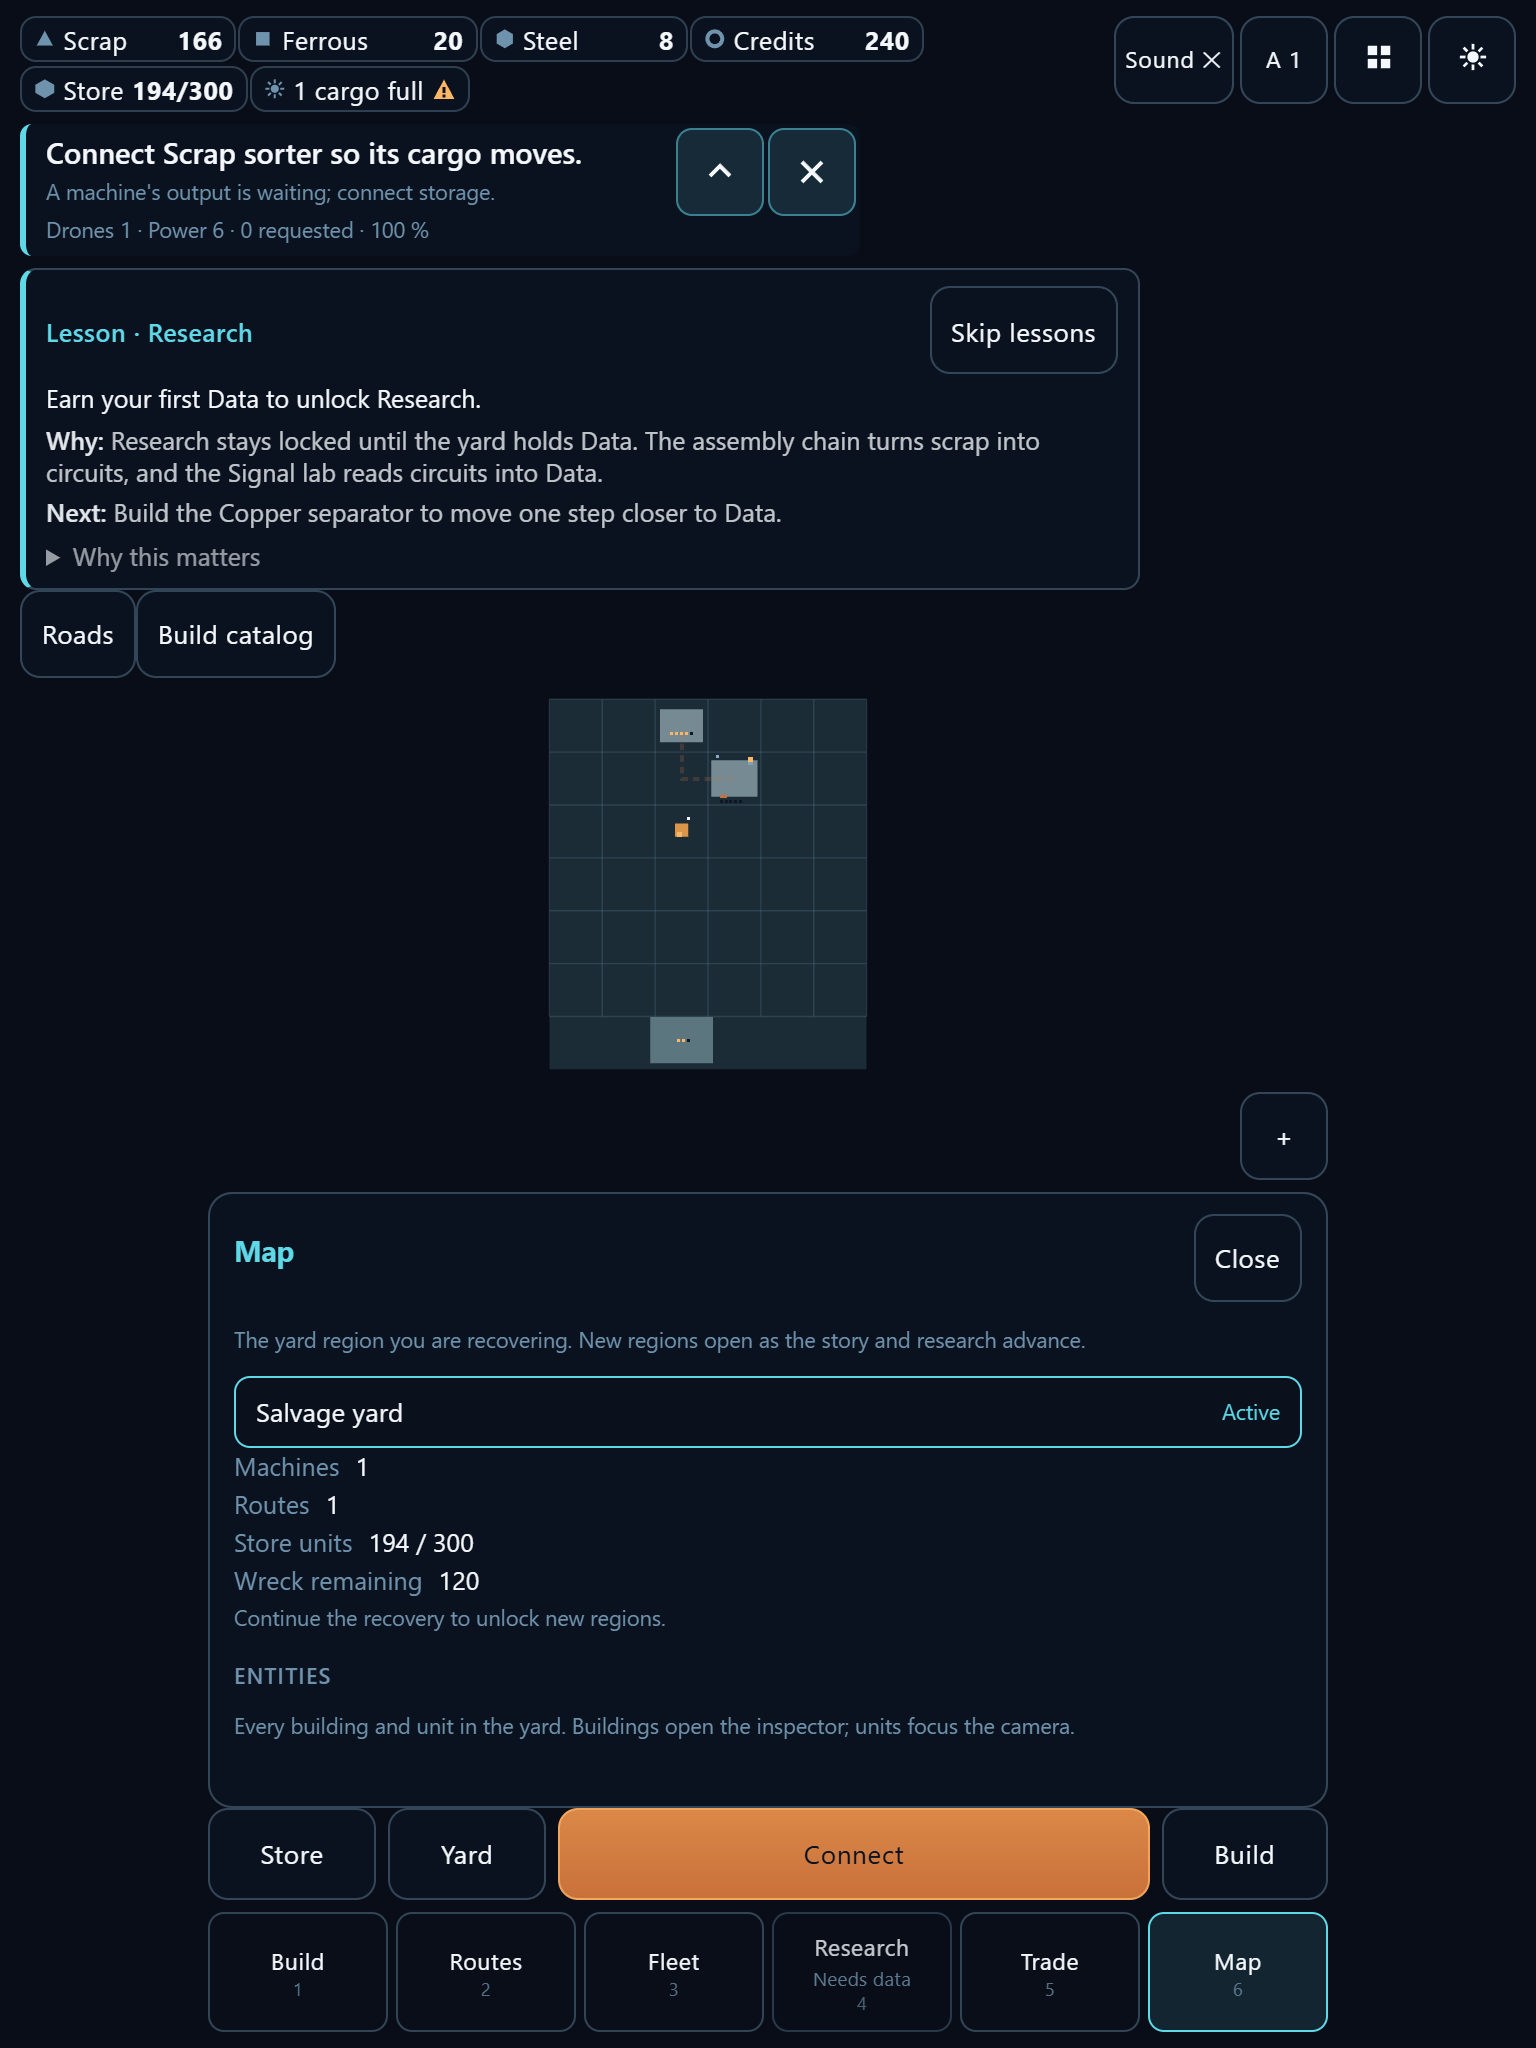 Scrap 166
Ferrous 20
Steel 8
Credits 240
Sound ×
A 1
Store 194/300
1 cargo full
Connect Scrap sorter so its cargo moves.
A machine's output is waiting; connect storage.
Drones 1 · Power 6 · 0 requested · 100 %
Lesson · Research
Skip lessons
Earn your first Data to unlock Research.
Why: Research stays locked until the yard holds Data. The assembly chain turns scrap into
circuits, and the Signal lab reads circuits into Data.
Next: Build the Copper separator to move one step closer to Data.
Why this matters
Roads
Build catalog
+
Map
Close
The yard region you are recovering. New regions open as the story and research advance.
Salvage yard
Active
Machines 1
Routes 1
Store units 194 / 300
Wreck remaining 120
Continue the recovery to unlock new regions.
ENTITIES
Every building and unit in the yard. Buildings open the inspector; units focus the camera.
Store
Yard
Connect
Build
Build
1
Routes
2
Fleet
3
Research
Needs data
4
Trade
5
Map
6